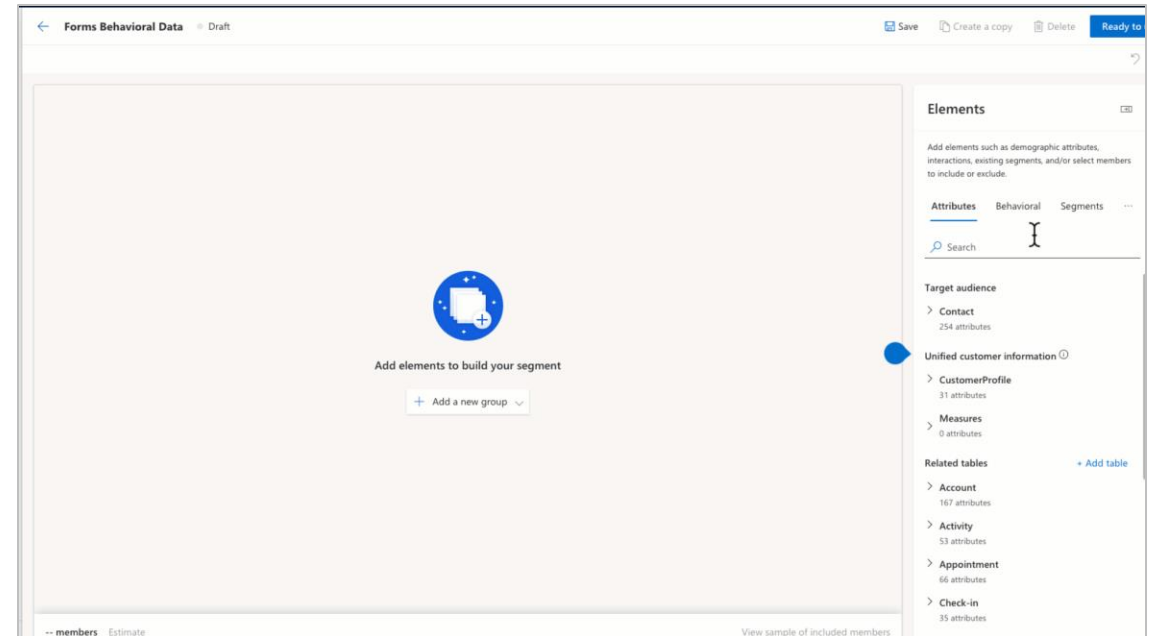 Forms Behavioral Data Draft
Save Create a copy Delete Ready to
Elements
Add elements such as demographic attributes,
interactions, existing segments, and/or select members
to include or exclude.
Attributes Behavioral Segments ...
Search
Target audience
Contact
254 attributes
Unified customer information
CustomerProfile
31 attributes
Measures
0 attributes
Related tables + Add table
Account
167 attributes
Activity
53 attributes
Appointment
66 attributes
Check-in
35 attributes
Add elements to build your segment
+ Add a new group
-- members Estimate View sample of included members